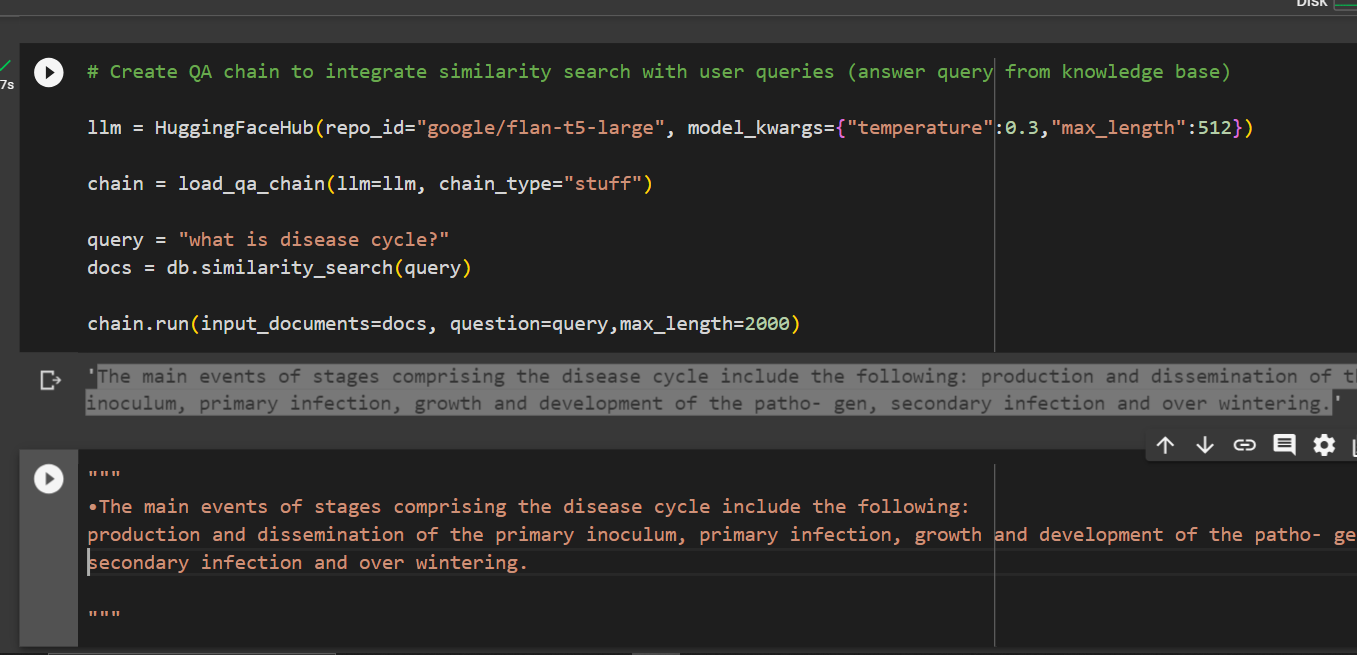 Disk
7s
# Create QA chain to integrate similarity search with user queries (answer query from knowledge base)
llm = HuggingFaceHub(repo_id="google/flan-t5-large", model_kwargs={"temperature":0.3,"max_length":512})
chain = load_qa_chain(llm=llm, chain_type="stuff")
query = "what is disease cycle?"
docs = db.similarity_search(query)
chain.run(input_documents=docs, question=query,max_length=2000)
'The main events of stages comprising the disease cycle include the following: production and dissemination of
inoculum, primary infection, growth and development of the patho- gen, secondary infection and over wintering.'
"""
•The main events of stages comprising the disease cycle include the following:
production and dissemination of the primary inoculum, primary infection, growth and development of the patho- ge
secondary infection and over wintering.
"""